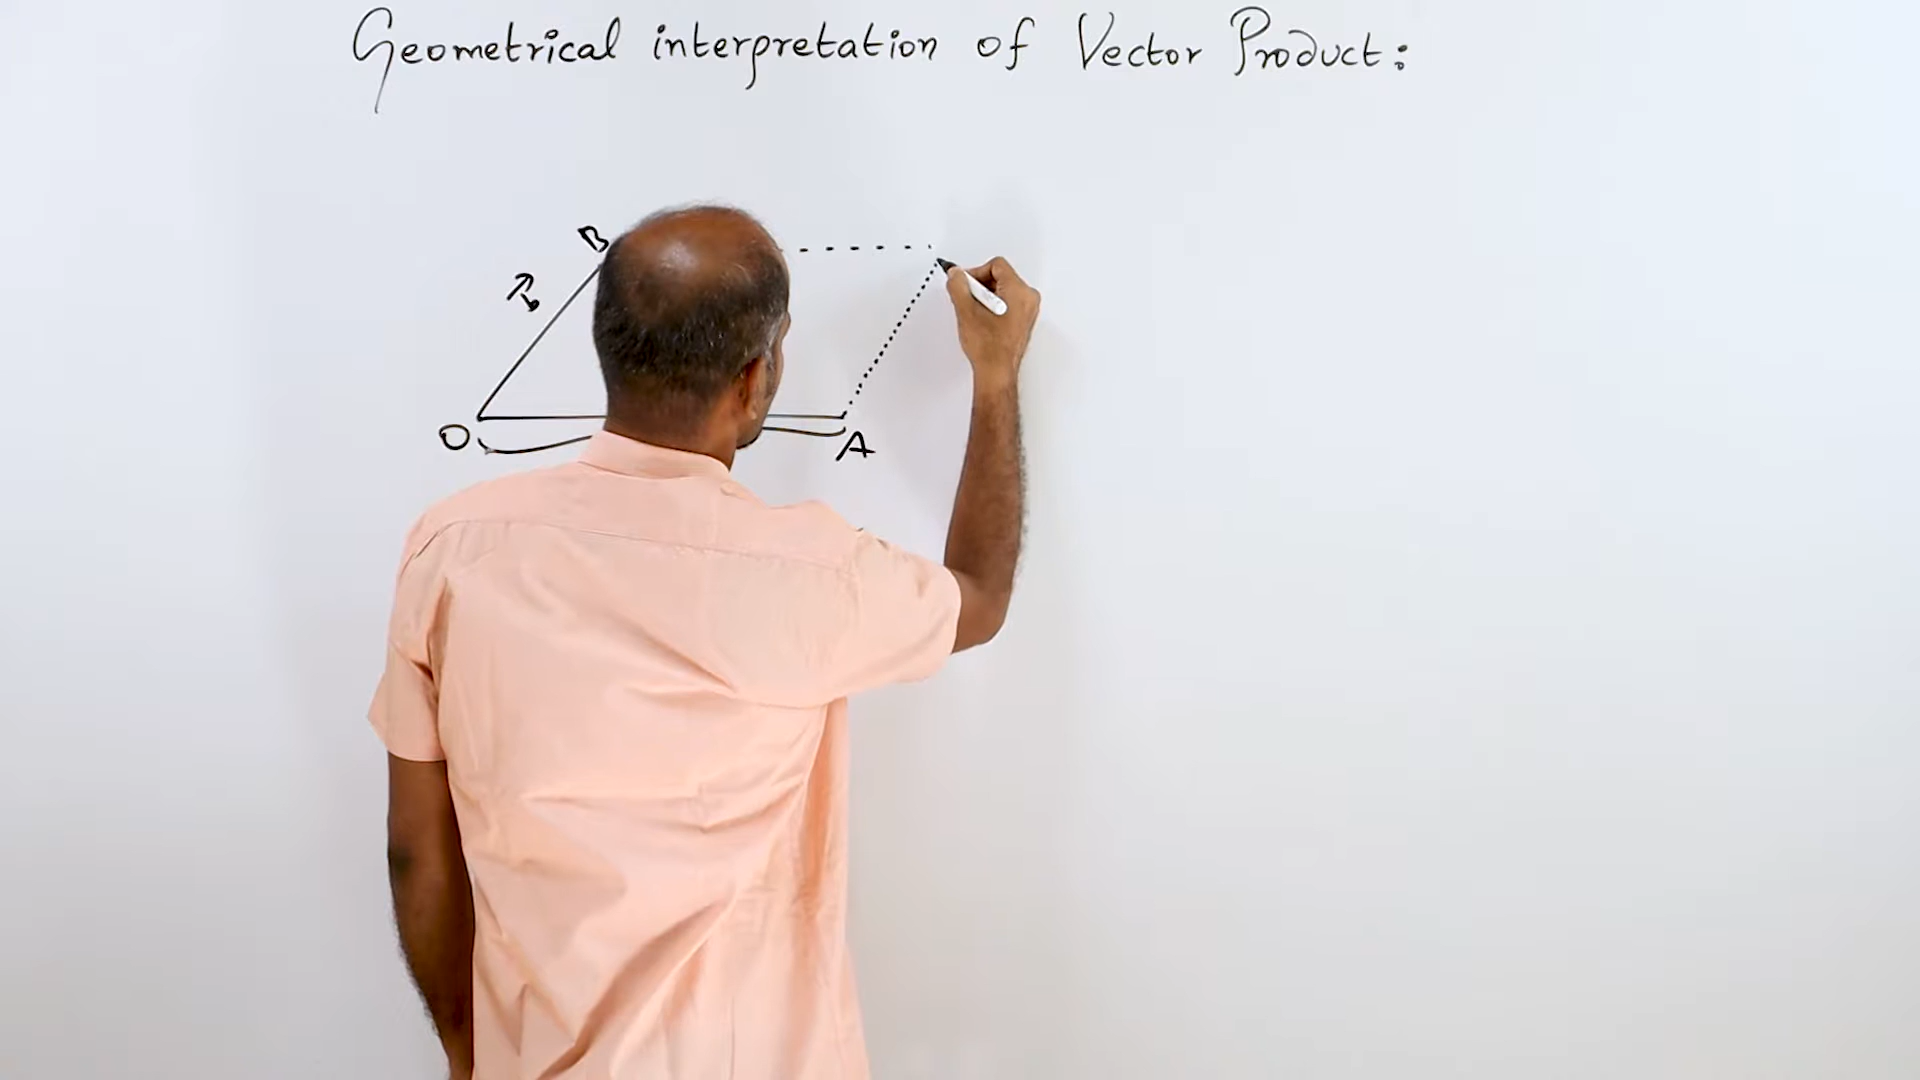 Geometrical interpretation of Vector Product:
B
b
O
A